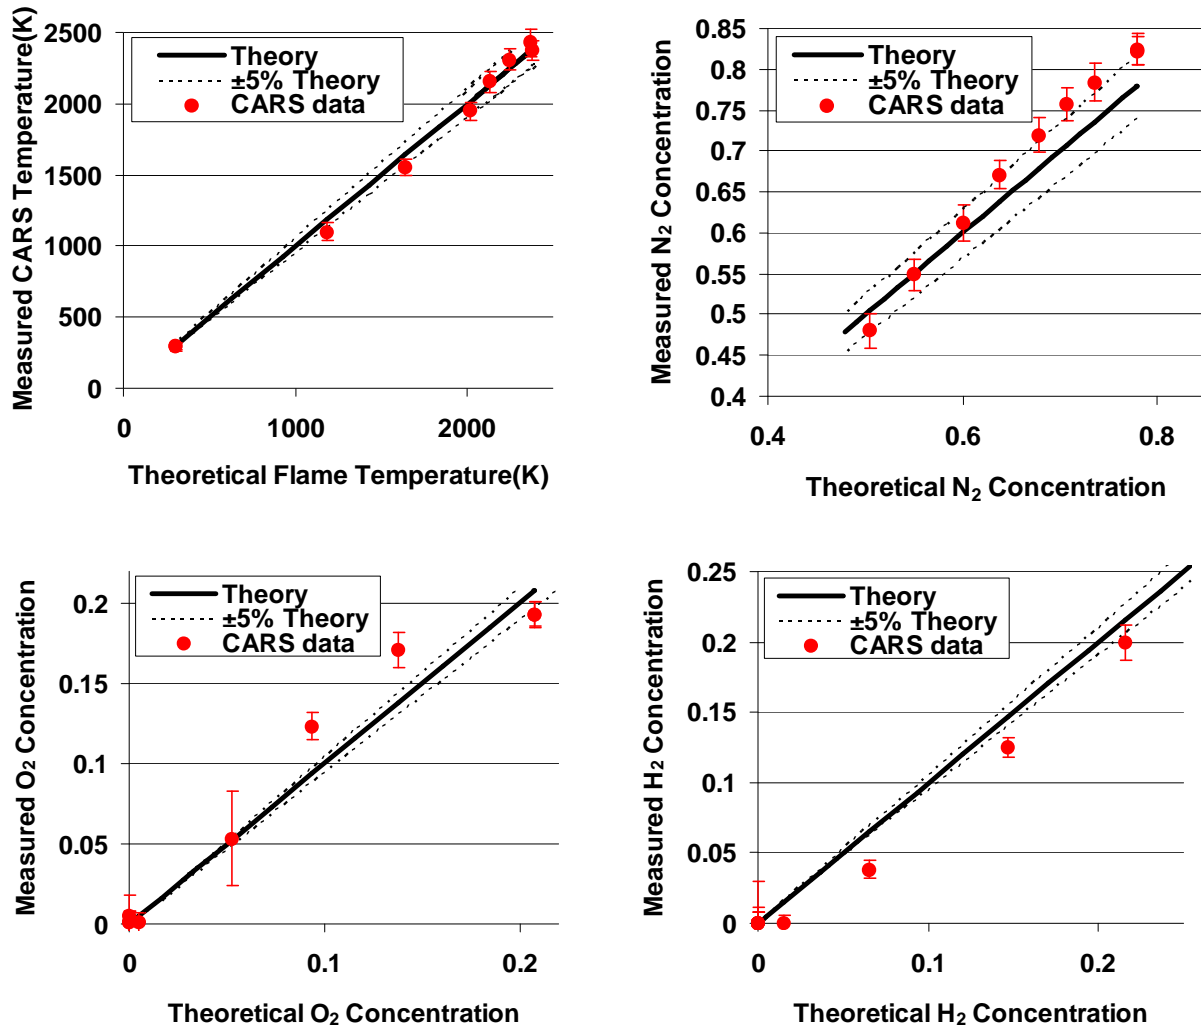 2500
2000
1500
1000
500
0
0
1000
2000
Measured CARS Temperature(K)
Theoretical Flame Temperature(K)
Theory
±5% Theory
CARS data
0.85
0.8
0.75
0.7
0.65
0.6
0.55
0.5
0.45
0.4
0.4
0.6
0.8
Measured N₂ Concentration
Theoretical N₂ Concentration
Theory
±5% Theory
CARS data
0.2
0.15
0.1
0.05
0
0
0.1
0.2
Measured O₂ Concentration
Theoretical O₂ Concentration
Theory
±5% Theory
CARS data
0.25
0.2
0.15
0.1
0.05
0
0
0.1
0.2
Measured H₂ Concentration
Theoretical H₂ Concentration
Theory
±5% Theory
CARS data